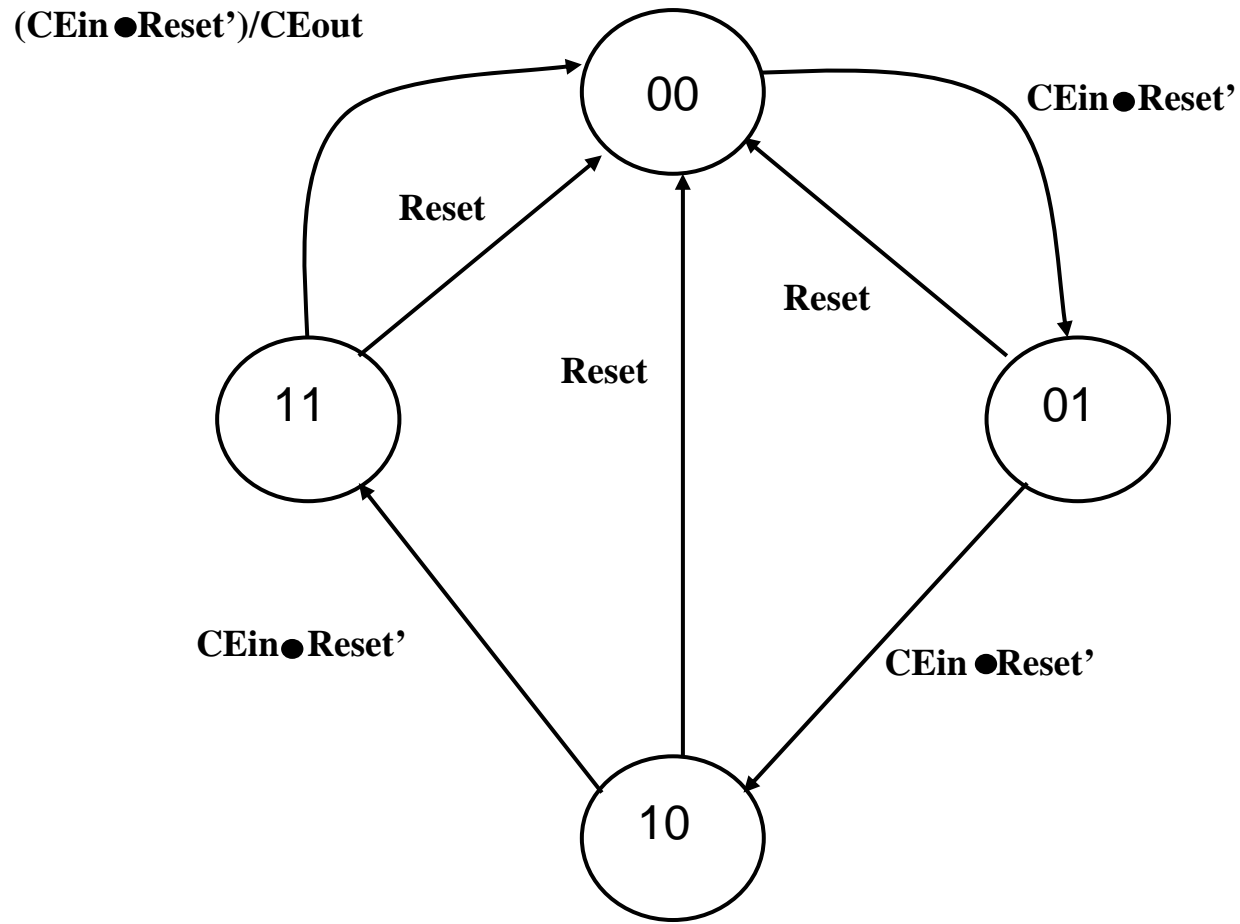 (CEin●Reset’)/CEout
00
CEin●Reset’
Reset
Reset
Reset
11
01
CEin●Reset’
CEin ●Reset’
10